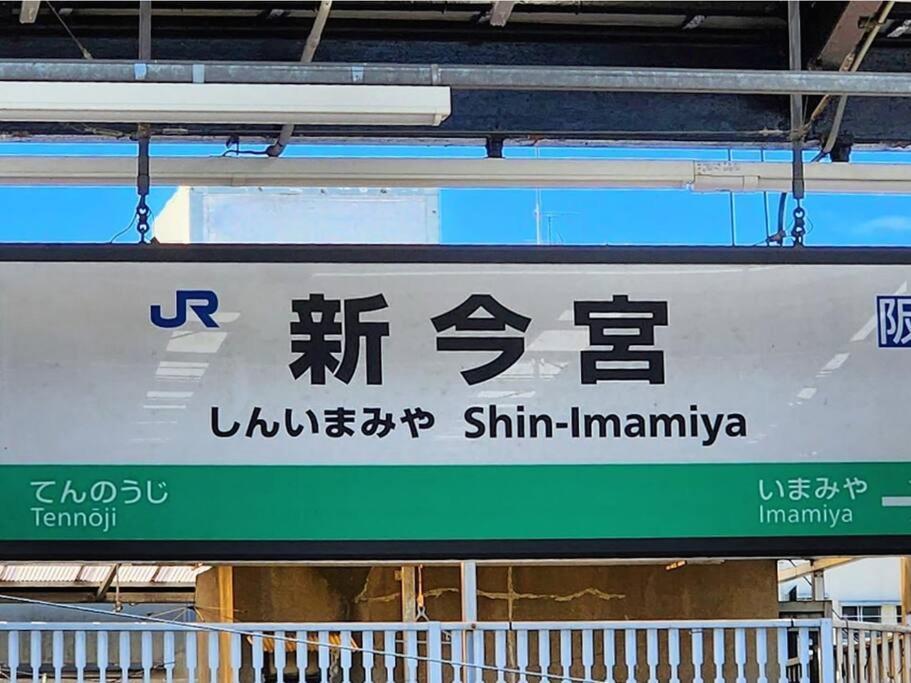 JR 新今宮 阪
しんいまみや Shin-Imamiya
てんのうじ いまみや
Tennōji Imamiya